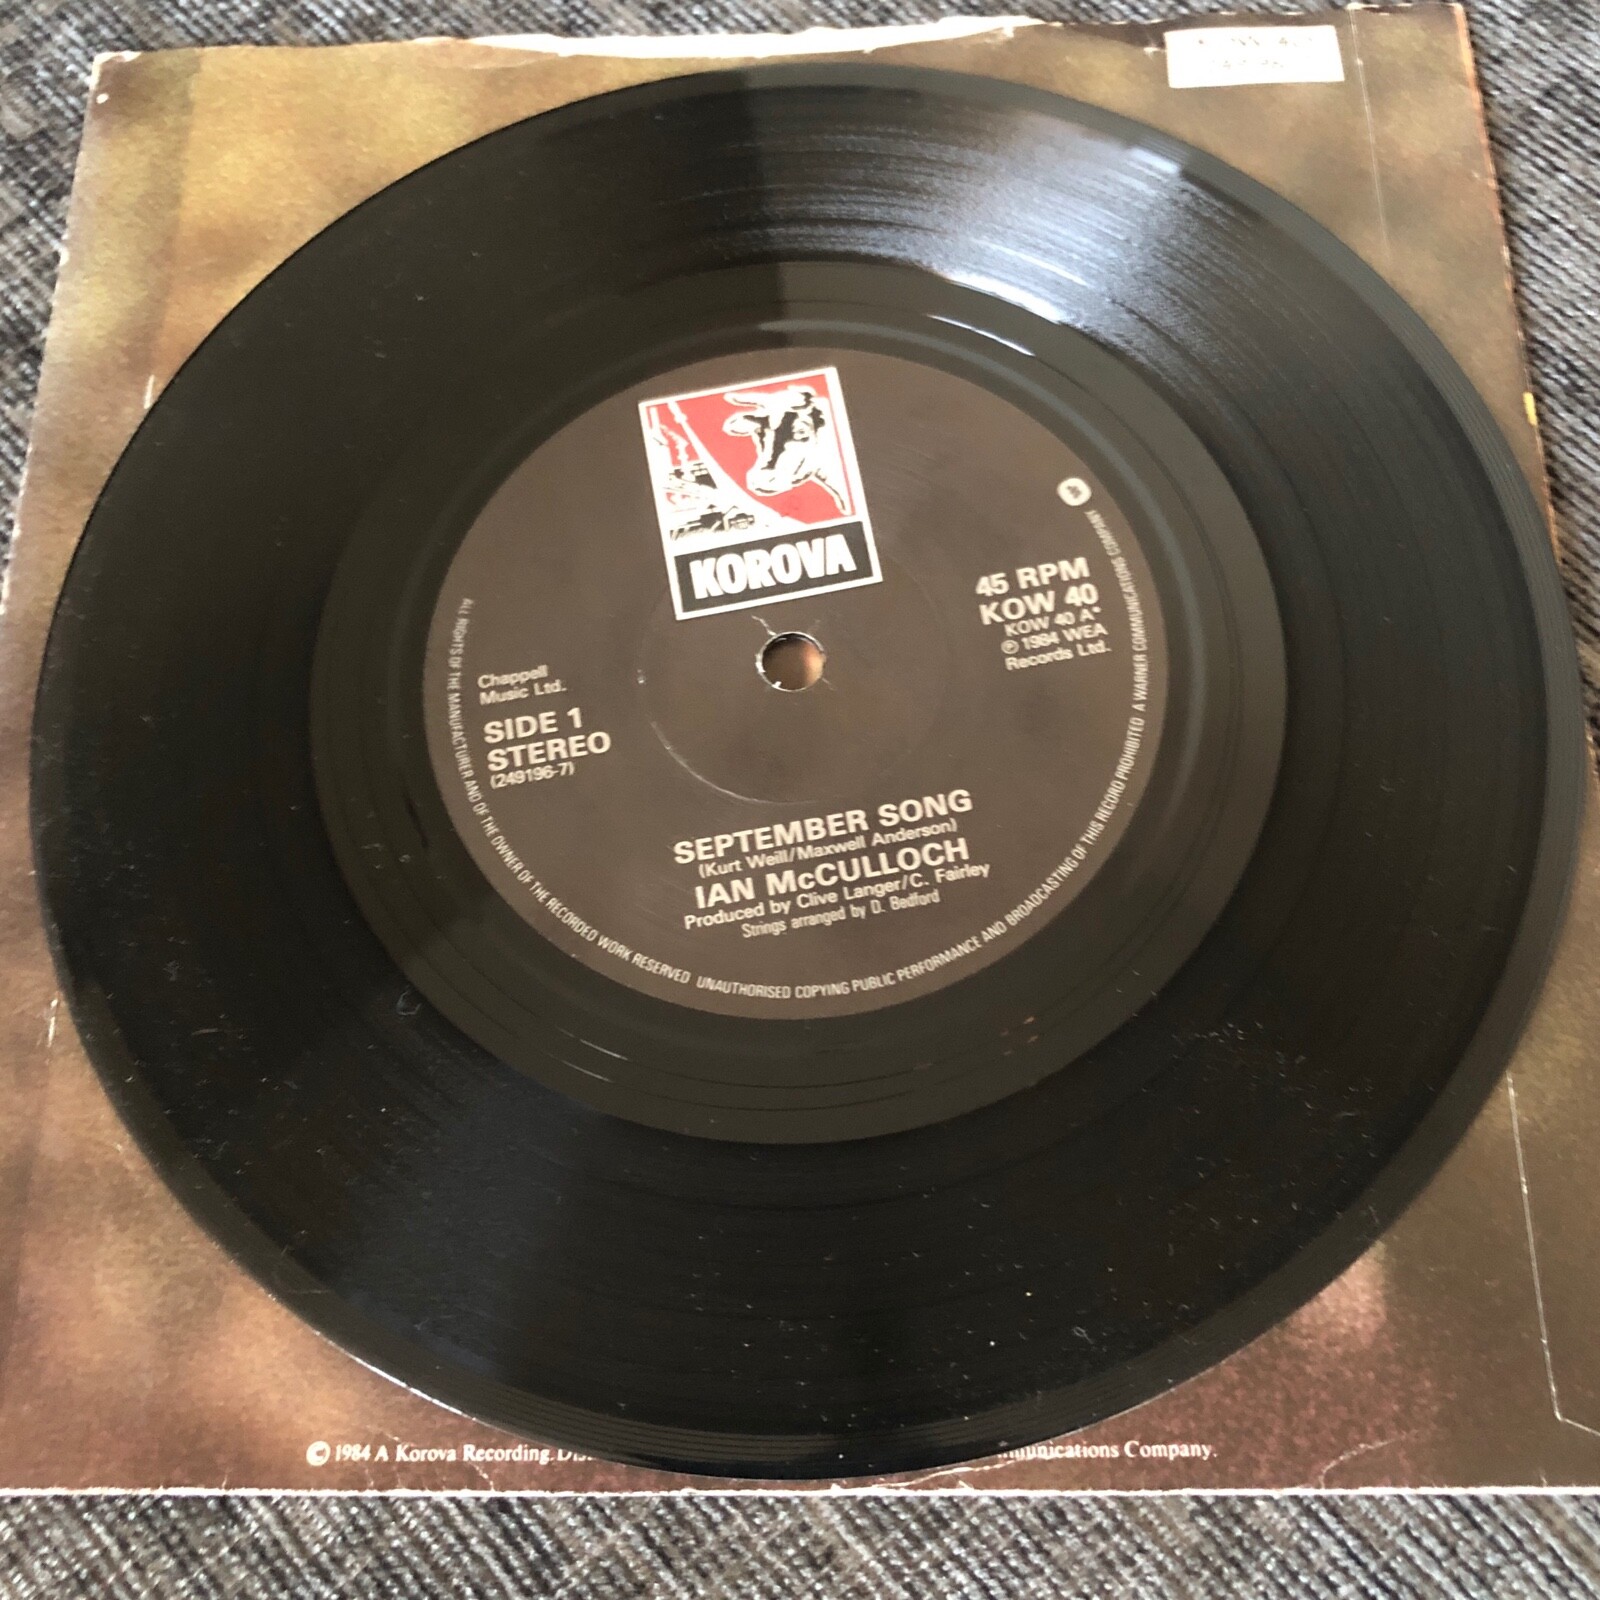 KOROVA
45 RPM
KOW 40
KOW 40 A*
℗ 1984 WEA
Records Ltd.
Chappell
Music Ltd.
SIDE 1
STEREO
(249196-7)
SEPTEMBER SONG
(Kurt Weill/Maxwell Anderson)
IAN McCULLOCH
Produced by Clive Langer/C. Fairley
Strings arranged by D. Bedford
ALL RIGHTS OF THE MANUFACTURER AND OF THE OWNER OF THE RECORDED WORK RESERVED UNAUTHORISED COPYING PUBLIC PERFORMANCE AND BROADCASTING OF THIS RECORD PROHIBITED A WARNER COMMUNICATIONS COMPANY
© 1984 A Korova Recording. Company.